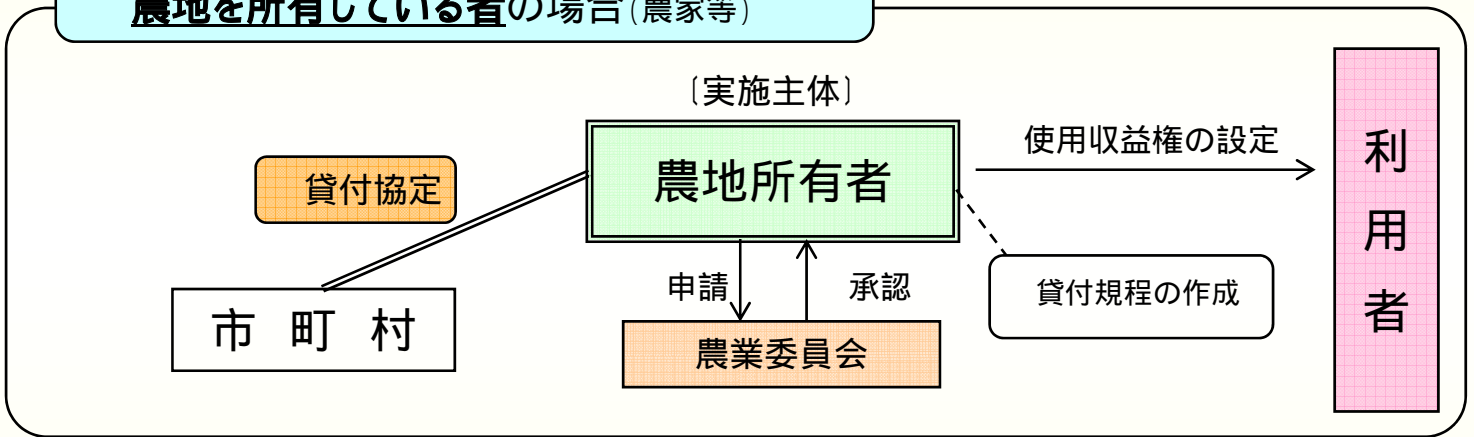 農地を所有している者の場合(農家等)
〔実施主体〕
農地所有者
使用収益権の設定
利用者
貸付協定
市町村
申請
承認
貸付規程の作成
農業委員会